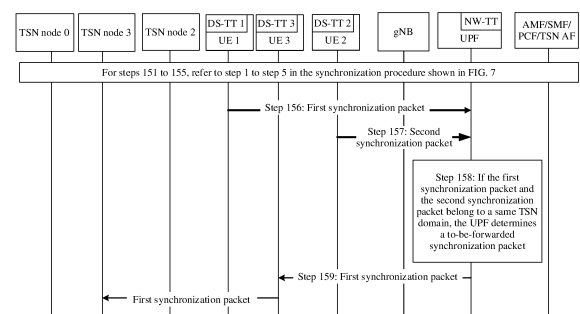 TSN node 0
TSN node 3
TSN node 2
DS-TT 1
UE 1
DS-TT 3
UE 3
DS-TT 2
UE 2
gNB
NW-TT
UPF
AMF/SMF/
PCF/TSN AF
For steps 151 to 155, refer to step 1 to step 5 in the synchronization procedure shown in FIG. 7
Step 156: First synchronization packet
Step 157: Second
synchronization packet
Step 158: If the first
synchronization packet and
the second synchronization
packet belong to a same TSN
domain, the UPF determines
a to-be-forwarded
synchronization packet
Step 159: First synchronization packet
First synchronization packet